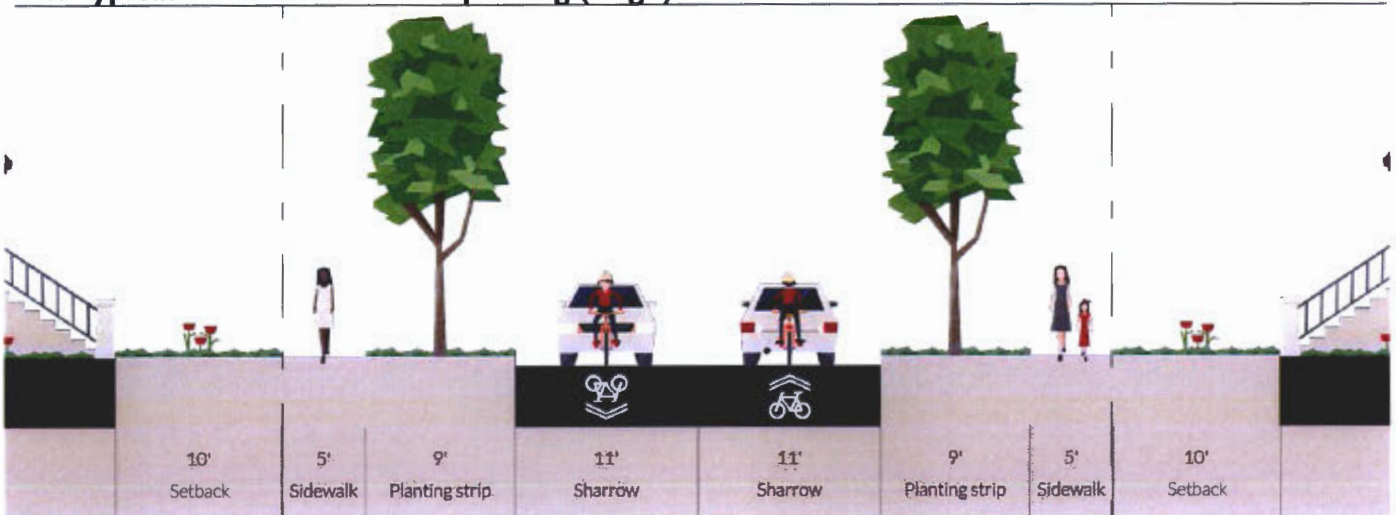 10' 5' 9' 11' 11' 9' 5' 10'
Setback Sidewalk Planting strip Sharrow Sharrow Planting strip Sidewalk Setback